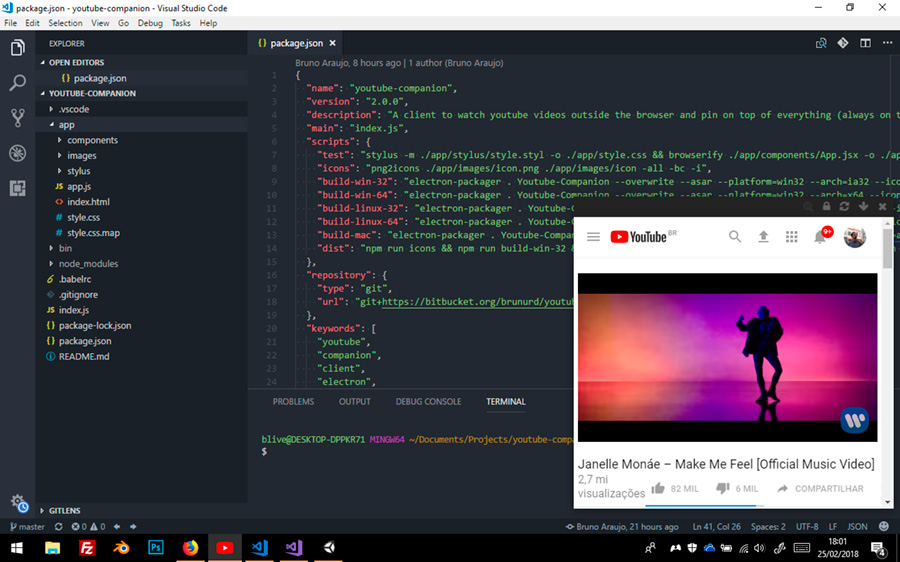 package.json - youtube-companion - Visual Studio Code
File Edit Selection View Go Debug Tasks Help
EXPLORER
OPEN EDITORS
{} package.json
YOUTUBE-COMPANION
.vscode
app
components
images
stylus
JS app.js
<> index.html
# style.css
# style.css.map
bin
node_modules
.babelrc
.gitignore
JS index.js
{} package-lock.json
{} package.json
README.md
GITLENS
{} package.json
Bruno Araujo, 8 hours ago | 1 author (Bruno Araujo)
1 {
2 "name": "youtube-companion",
3 "version": "2.0.0",
4 "description": "A client to watch youtube videos outside the browser and pin on top of everything (always on t
5 "main": "index.js",
6 "scripts": {
7 "test": "stylus -m ./app/stylus/style.styl -o ./app/style.css && browserify ./app/components/App.jsx -o ./ap
8 "icons": "png2icons ./app/images/icon.png ./app/images/icon -all -bc -i",
9 "build-win-32": "electron-packager . Youtube-Companion --overwrite --asar --platform=win32 --arch=ia32 --ico
10 "build-win-64": "electron-packager . Youtube-Companion --overwrite --asar --platform=win32 --arch=x64 --icon
11 "build-linux-32": "electron-packager . Youtube-C
12 "build-linux-64": "electron-packager . Youtube-C
13 "build-mac": "electron-packager . Youtube-Compan
14 "dist": "npm run icons && npm run build-win-32 &
15 },
16 "repository": {
17 "type": "git",
18 "url": "git+https://bitbucket.org/brunurd/youtub
19 },
20 "keywords": [
21 "youtube",
22 "companion",
23 "client",
24 "electron",
PROBLEMS OUTPUT DEBUG CONSOLE TERMINAL
blive@DESKTOP-DPPKR71 MINGW64 ~/Documents/Projects/youtube-compa
$
YouTube BR
9+
Janelle Monáe – Make Me Feel [Official Music Video]
2,7 mi
visualizações
82 MIL 6 MIL COMPARTILHAR
master 0 0 Bruno Araujo, 21 hours ago Ln 41, Col 26 Spaces: 2 UTF-8 LF JSON
Fz Ps
18:01
25/02/2018
4